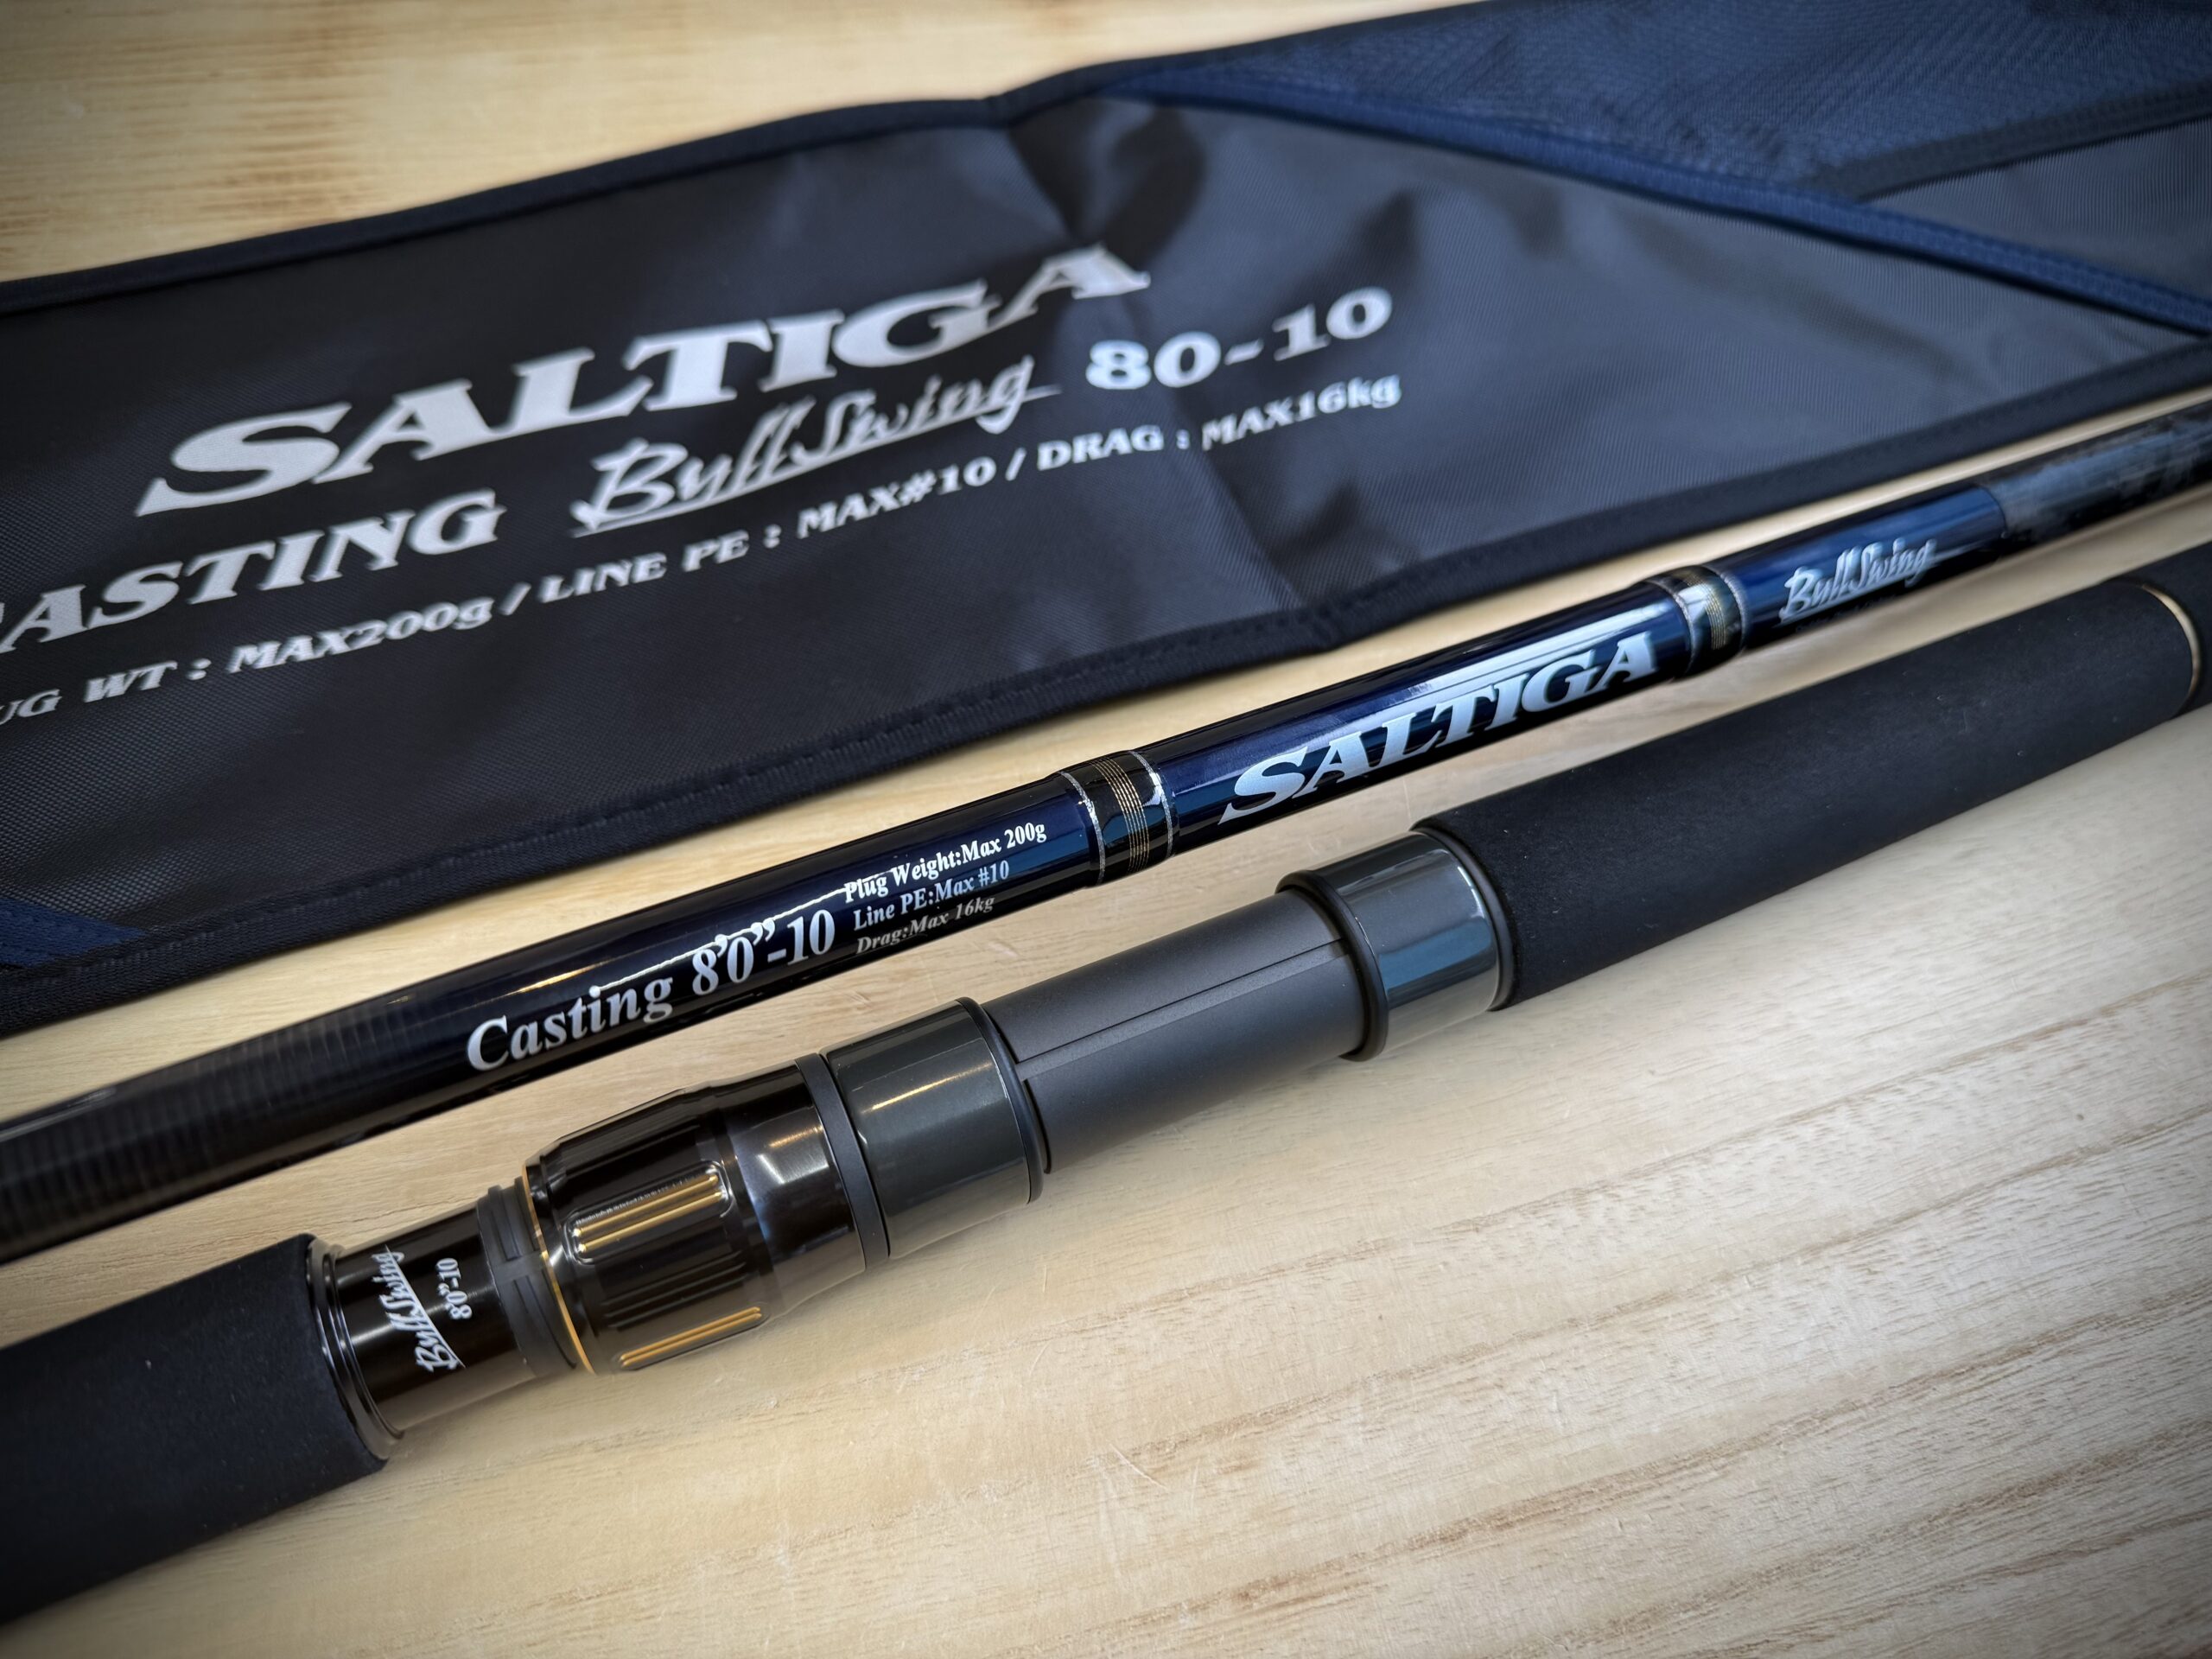 SALTIGA
CASTING BullSwing 80-10
WT : MAX200g / LINE PE : MAX#10 / DRAG : MAX16kg
BullSwing
SALTIGA
Plug Weight:Max 200g
Line PE:Max #10
Drag:Max 16kg
Casting 8'0"-10
BullSwing
8'0"-10